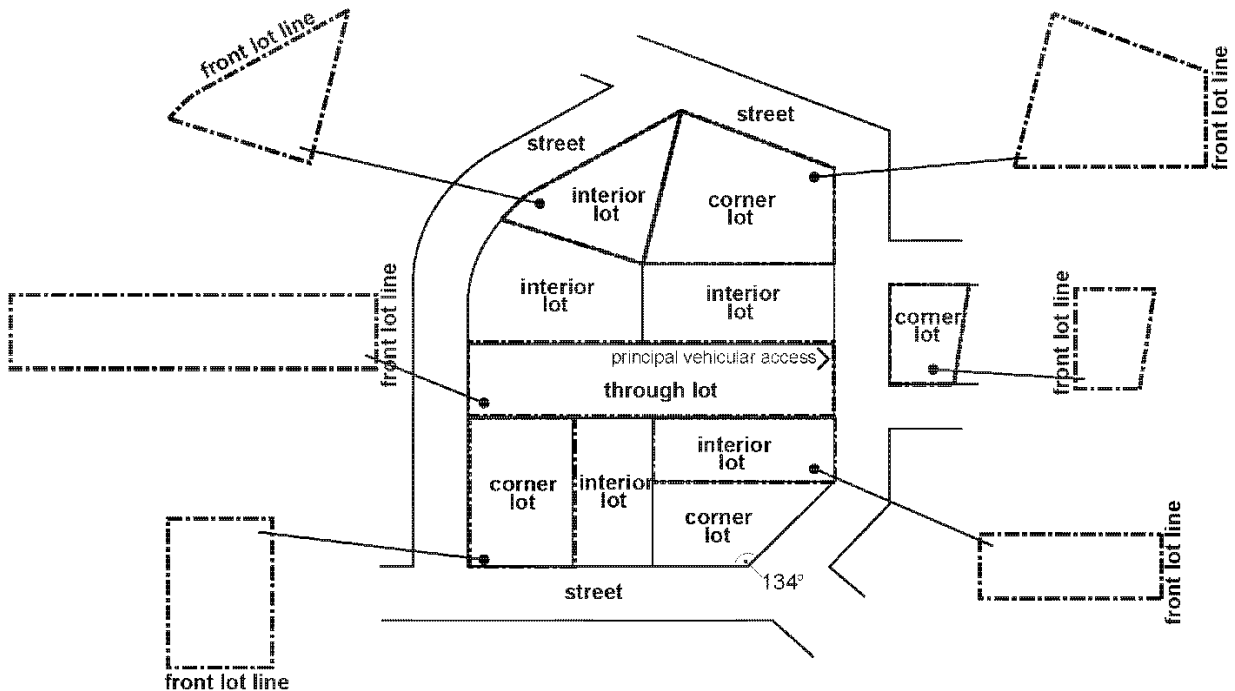 front lot line
street
street
front lot line
interior
lot
corner
lot
interior
lot
interior
lot
front lot line
corner
lot
front lot line
principal vehicular access
through lot
interior
lot
corner
lot
interior
lot
corner
lot
front lot line
134º
street
front lot line